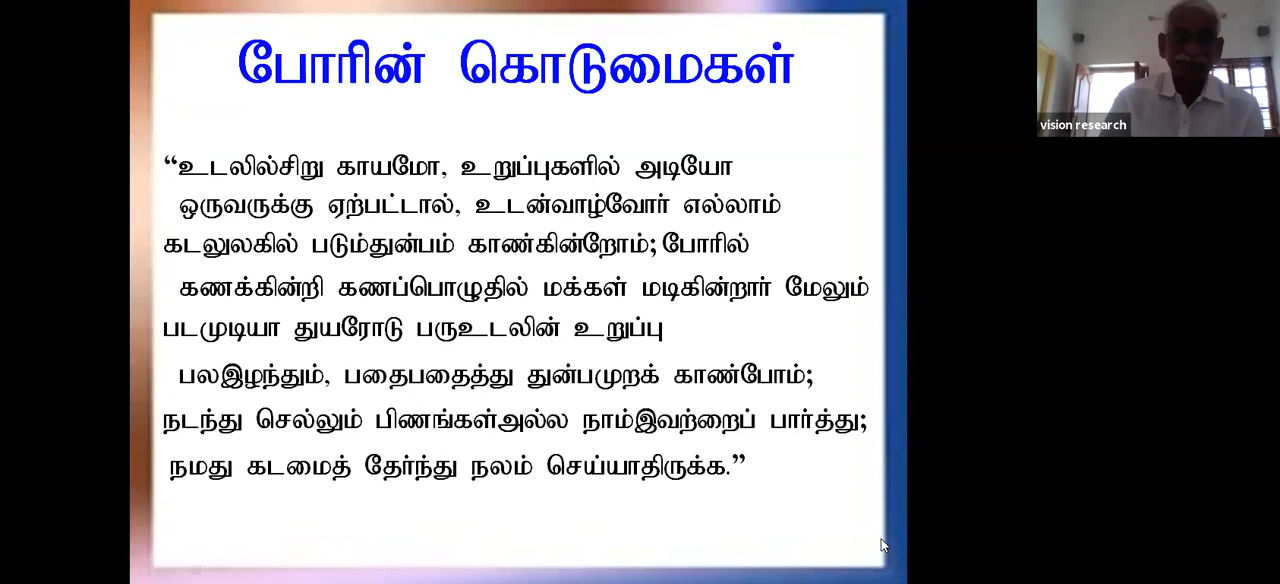 போரின் கொடுமைகள்
“உடலில்சிறு காயமோ, உறுப்புகளில் அடியோ
ஒருவருக்கு ஏற்பட்டால், உடன்வாழ்வோர் எல்லாம்
கடலுலகில் படும்துன்பம் காண்கின்றோம்; போரில்
கணக்கின்றி கணப்பொழுதில் மக்கள் மடிகின்றார் மேலும்
படமுடியா துயரோடு பருஉடலின் உறுப்பு
பலஇழந்தும், பதைபதைத்து துன்பமுறக் காண்போம்;
நடந்து செல்லும் பிணங்கள்அல்ல நாம்இவற்றைப் பார்த்து;
நமது கடமைத் தேர்ந்து நலம் செய்யாதிருக்க.”
vision research